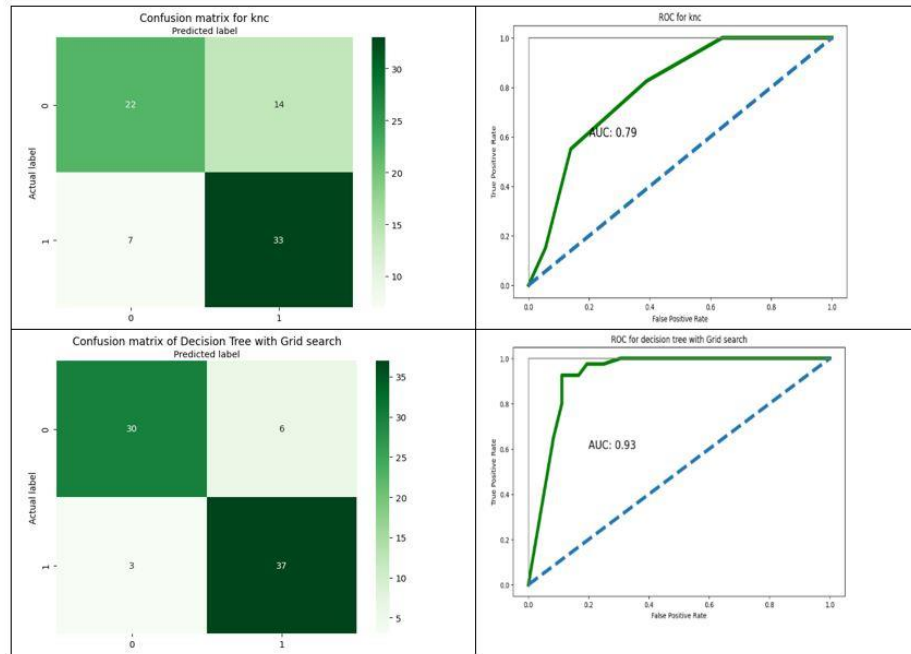 Confusion matrix for knc
Predicted label
Actual label
0
22
14
1
7
33
0
1
30
25
20
15
10
ROC for knc
True Positive Rate
1.0
0.8
0.6
0.4
0.2
0.0
AUC: 0.79
0.0 0.2 0.4 0.6 0.8 1.0
False Positive Rate
Confusion matrix of Decision Tree with Grid search
Predicted label
Actual label
0
30
6
1
3
37
0
1
35
30
25
20
15
10
5
ROC for decision tree with Grid search
True Positive Rate
1.0
0.8
0.6
0.4
0.2
0.0
AUC: 0.93
0.0 0.2 0.4 0.6 0.8 1.0
False Positive Rate